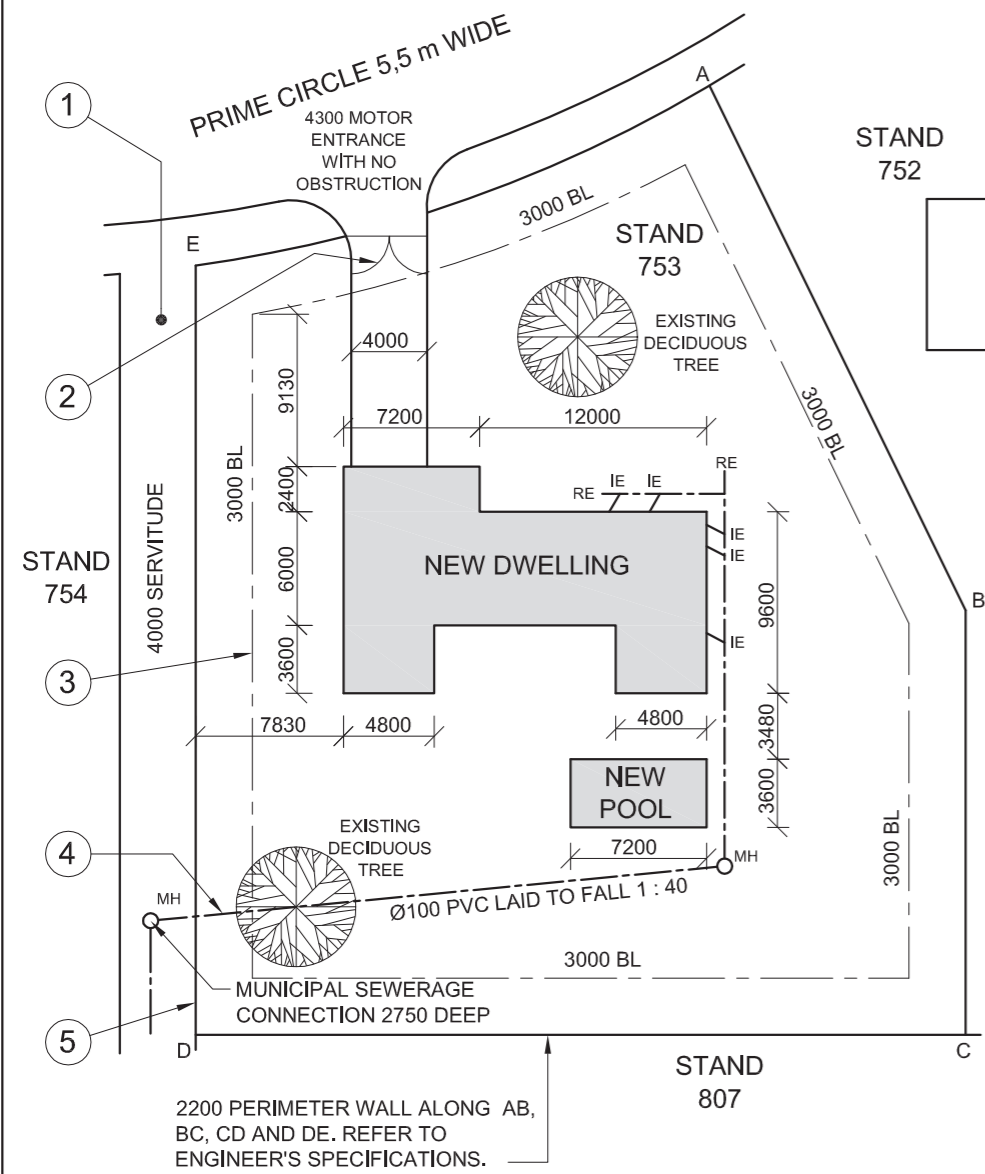 PRIME CIRCLE 5,5 m WIDE
A
1
4300 MOTOR
ENTRANCE
WITH NO
OBSTRUCTION
STAND
752
3000 BL
E
STAND
753
EXISTING
DECIDUOUS
TREE
2
4000
9130
3000 BL
7200
12000
3000 BL
2400
RE
IE
IE
RE
IE
IE
STAND
754
4000 SERVITUDE
6000
NEW DWELLING
9600
B
3
3600
IE
7830
4800
4800
3480
NEW
POOL
3600
4
EXISTING
DECIDUOUS
TREE
7200
MH
3000 BL
MH
Ø100 PVC LAID TO FALL 1 : 40
3000 BL
MUNICIPAL SEWERAGE
CONNECTION 2750 DEEP
5
D
C
STAND
807
2200 PERIMETER WALL ALONG AB,
BC, CD AND DE. REFER TO
ENGINEER'S SPECIFICATIONS.